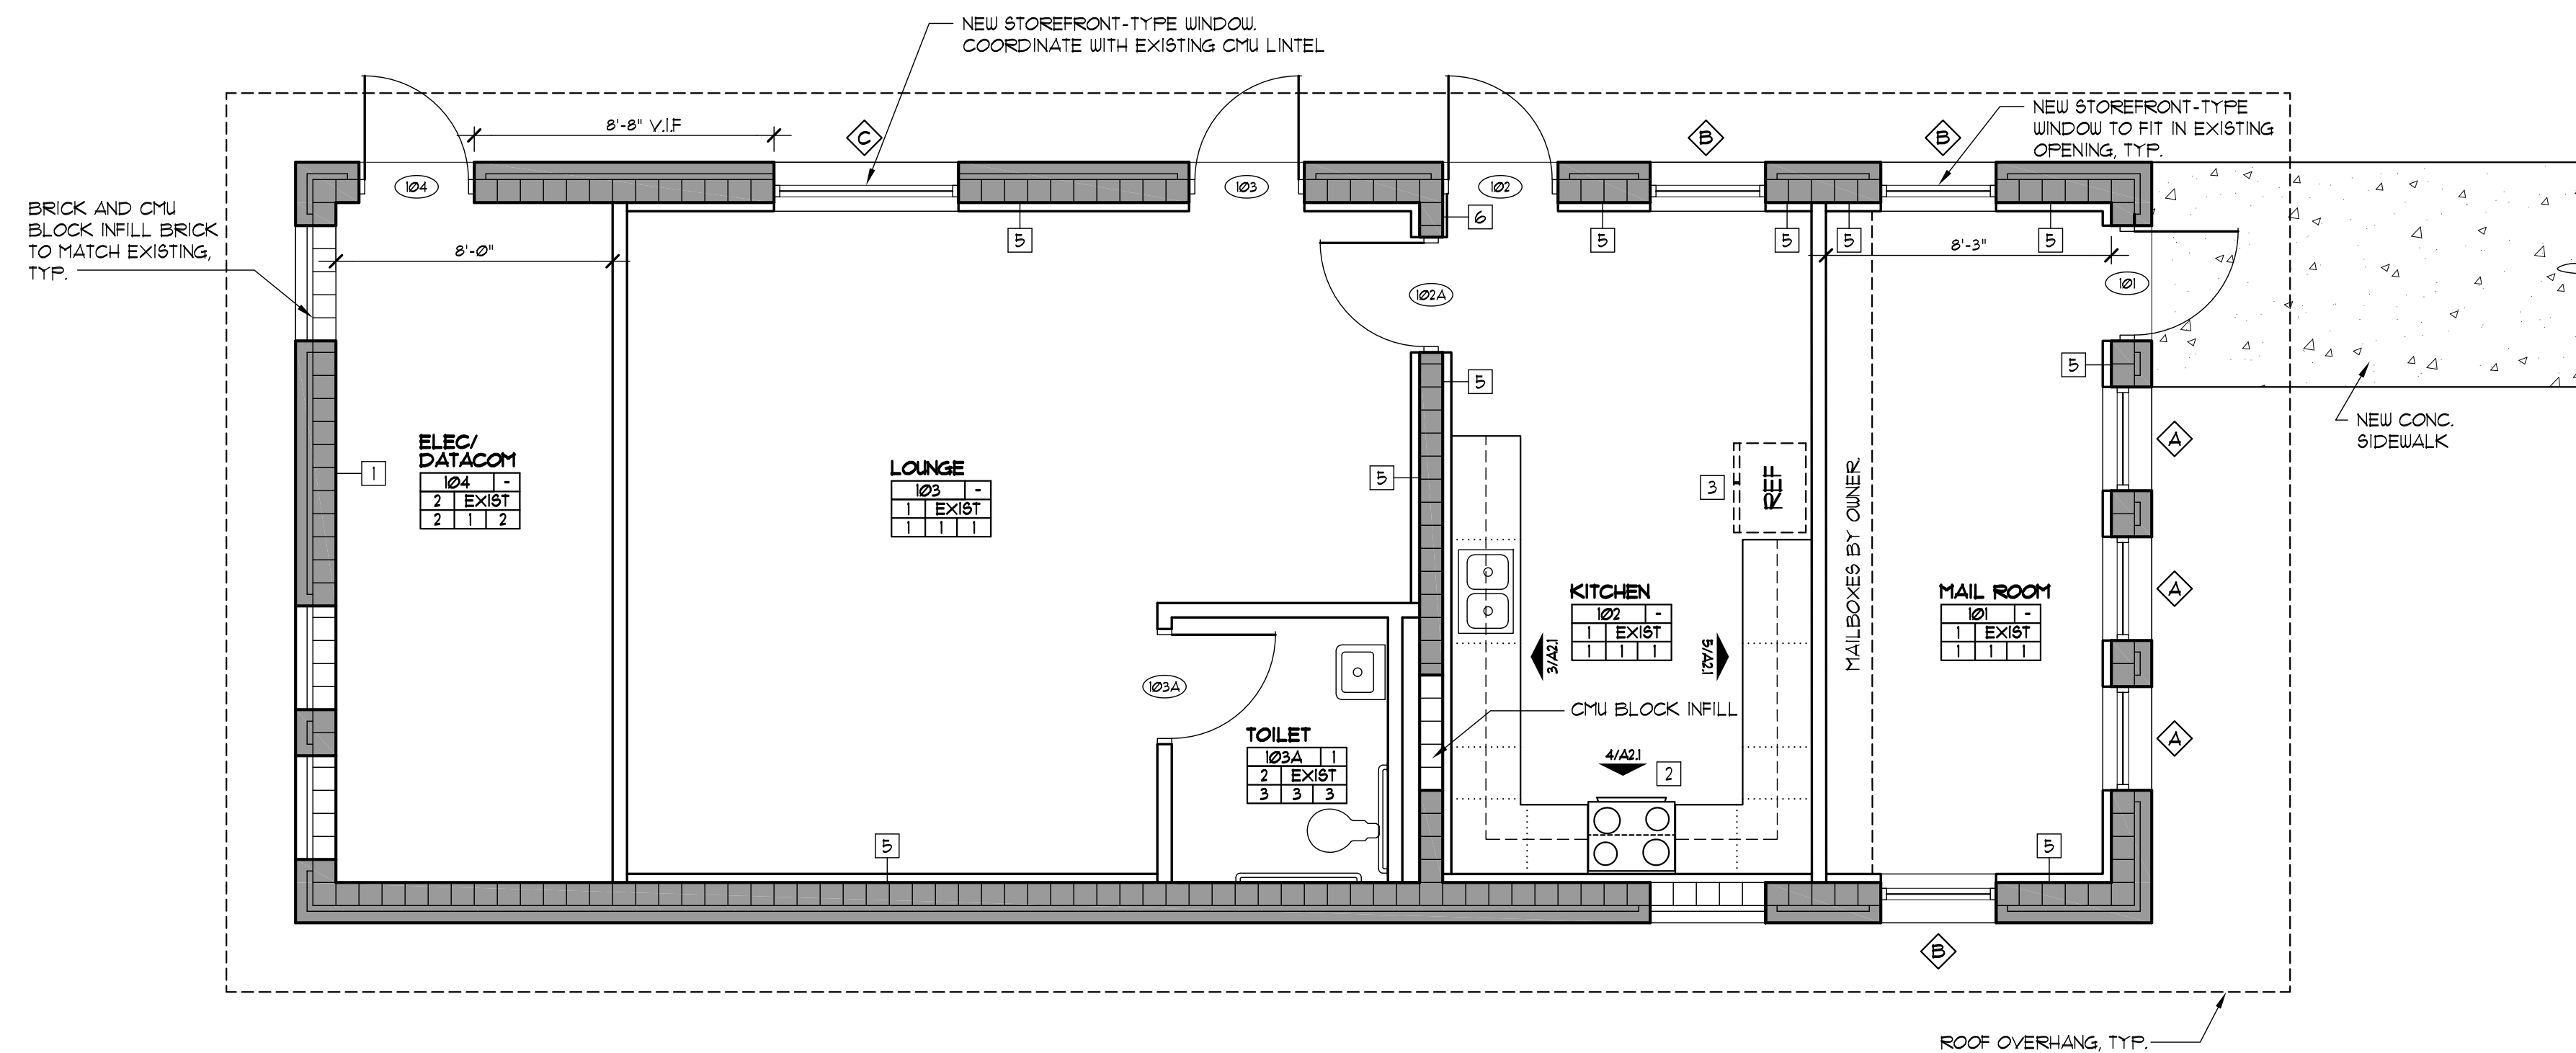 NEW STOREFRONT-TYPE WINDOW.
COORDINATE WITH EXISTING CMU LINTEL
NEW STOREFRONT-TYPE
WINDOW TO FIT IN EXISTING
OPENING, TYP.
8'-8" V.I.F
C
B
B
104
103
102
BRICK AND CMU
BLOCK INFILL BRICK
TO MATCH EXISTING,
TYP.
6
5
5
5
5
5
8'-0"
8'-3"
102A
101
5
5
NEW CONC.
SIDEWALK
A
ELEC/
DATACOM
104 -
2 EXIST
2 1 2
1
LOUNGE
103 -
1 EXIST
1 1 1
5
3
REF
MAILBOXES BY OWNER.
KITCHEN
102 -
1 EXIST
1 1 1
MAIL ROOM
101 -
1 EXIST
1 1 1
A
3/A2.1
5/A2.1
103A
CMU BLOCK INFILL
TOILET
103A 1
2 EXIST
3 3 3
4/A2.1
2
A
5
5
B
ROOF OVERHANG, TYP.